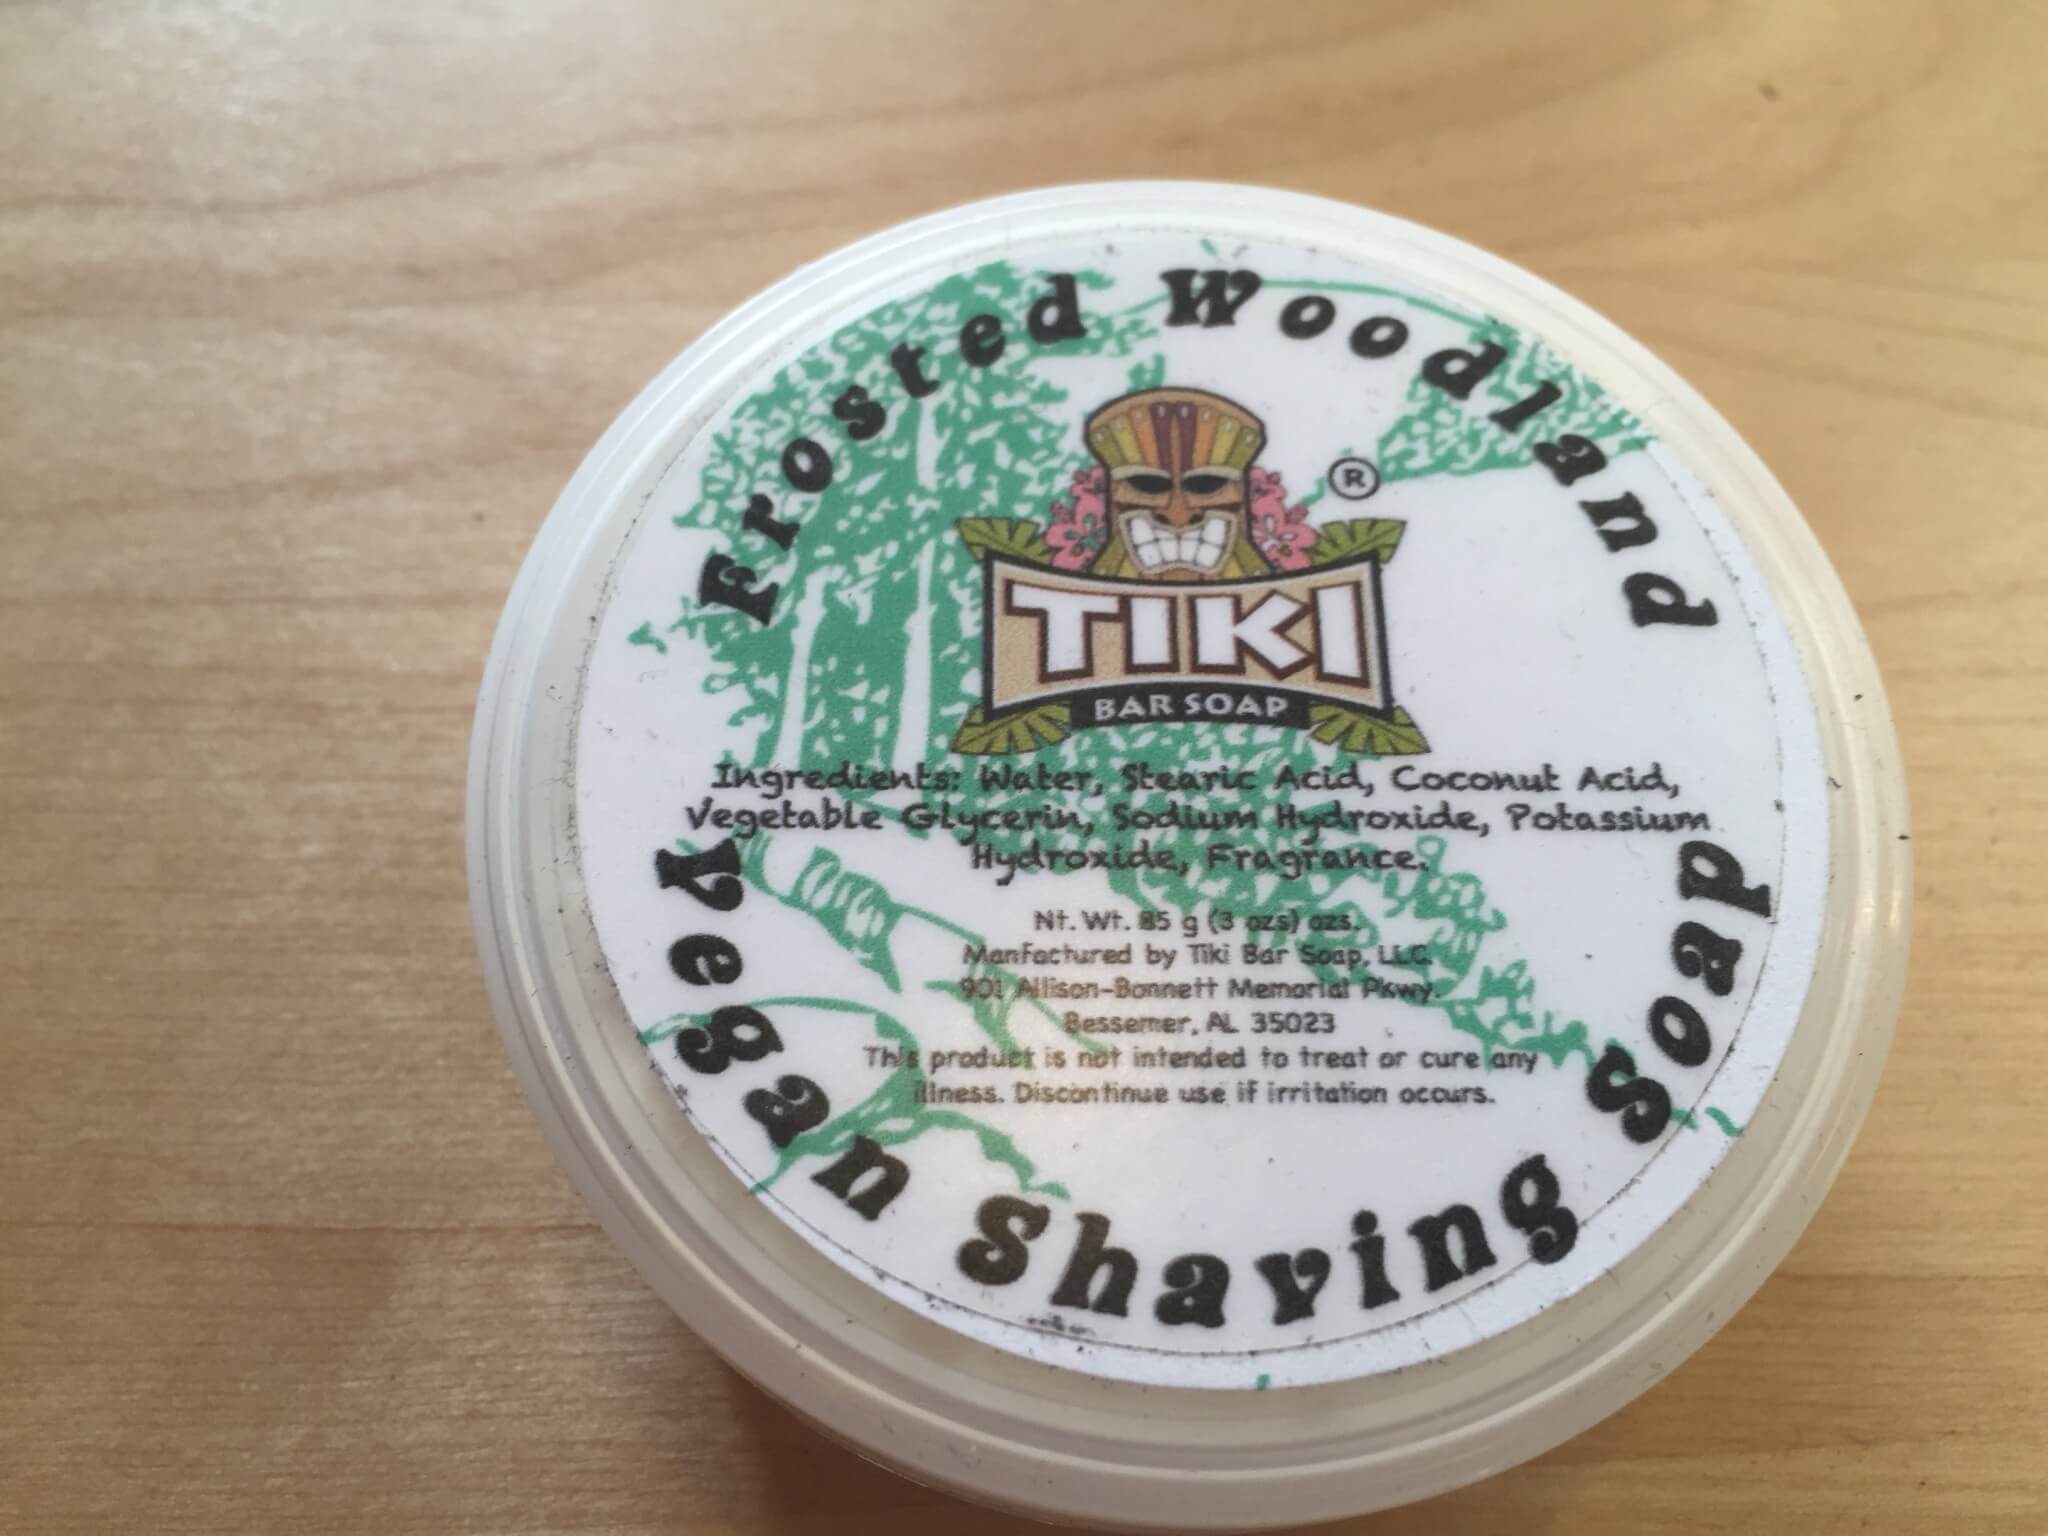 Frosted Woodland
®
TIKI
BAR SOAP
Ingredients: Water, Stearic Acid, Coconut Acid,
Vegetable Glycerin, Sodium Hydroxide, Potassium
Hydroxide, Fragrance.
Nt. Wt. 85 g (3 ozs) ozs.
Manfactured by Tiki Bar Soap, LLC.
901 Allison-Bonnett Memorial Pkwy.
Bessemer, AL 35023
This product is not intended to treat or cure any
illness. Discontinue use if irritation occurs.
Vegan Shaving Soap